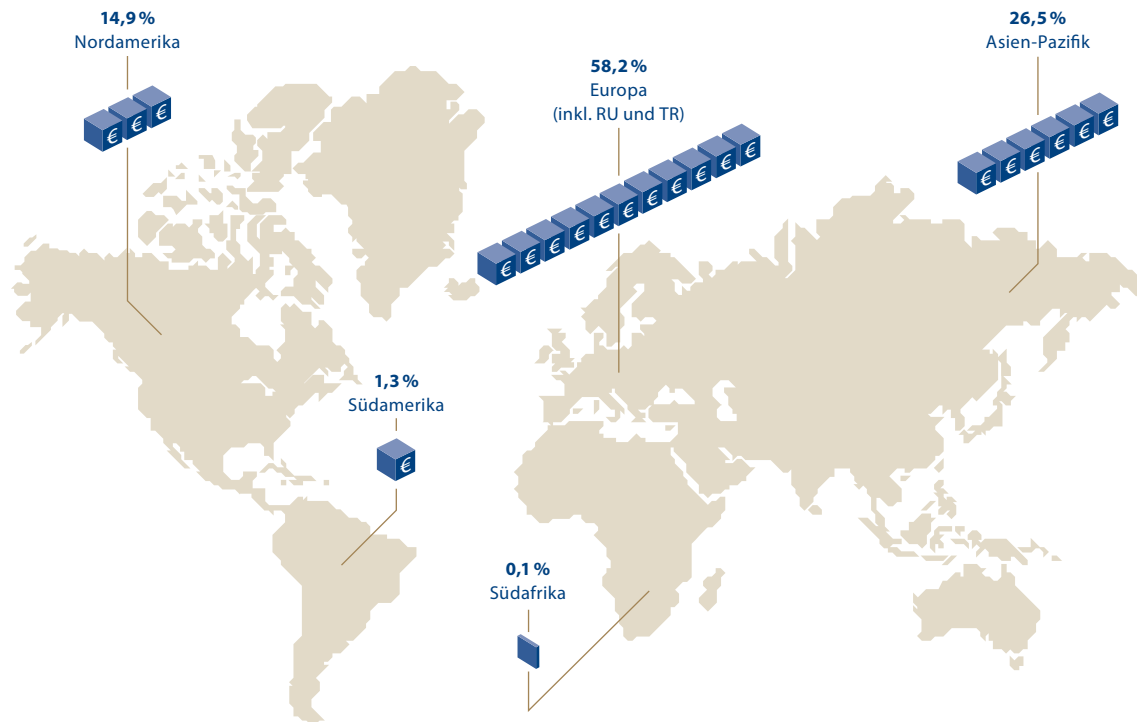 14,9 %
Nordamerika
€ € €
58,2 %
Europa
(inkl. RU und TR)
€ € € € € € € € € € €
26,5 %
Asien-Pazifik
€ € € € € €
1,3 %
Südamerika
€
0,1 %
Südafrika